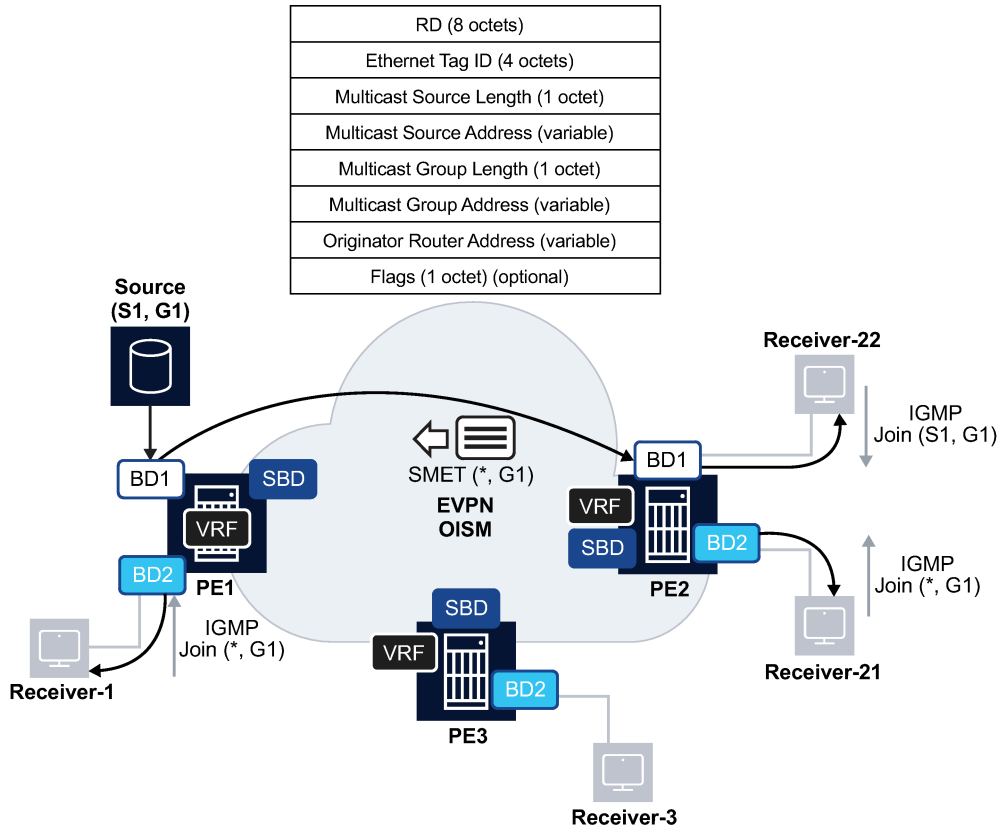 RD (8 octets)
Ethernet Tag ID (4 octets)
Multicast Source Length (1 octet)
Multicast Source Address (variable)
Multicast Group Length (1 octet)
Multicast Group Address (variable)
Originator Router Address (variable)
Flags (1 octet) (optional)
Source
(S1, G1)
Receiver-22
IGMP
Join (S1, G1)
SMET (*, G1)
EVPN
OISM
BD1
SBD
VRF
BD2
PE1
BD1
VRF
SBD
BD2
PE2
IGMP
Join (*, G1)
Receiver-21
IGMP
Join (*, G1)
Receiver-1
SBD
VRF
BD2
PE3
Receiver-3